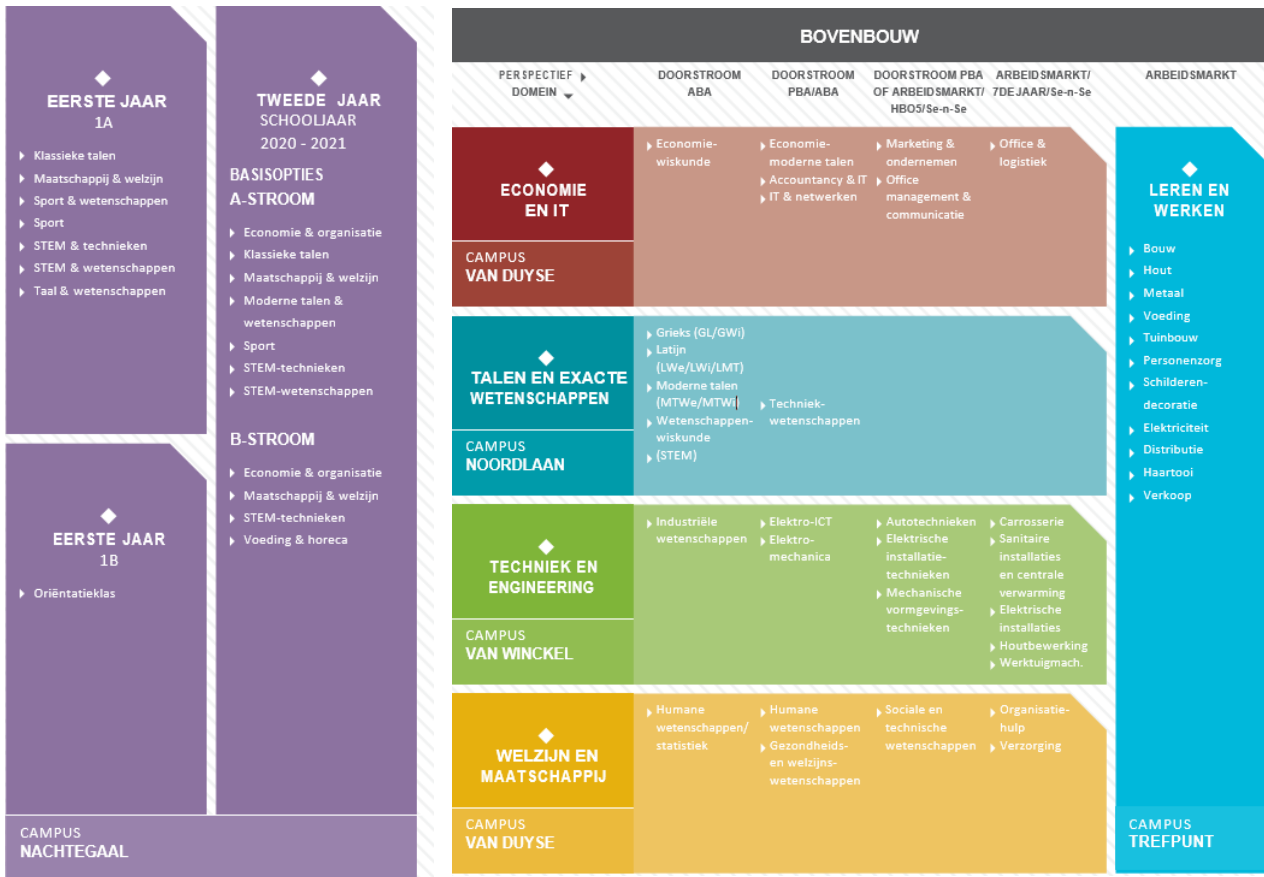 EERSTE JAAR
1A
Klassieke talen
Maatschappij & welzijn
Sport & wetenschappen
Sport
STEM & technieken
STEM & wetenschappen
Taal & wetenschappen
EERSTE JAAR
1B
Oriëntatieklas
TWEEDE JAAR
SCHOOLJAAR
2020 - 2021
BASISOPTIES
A-STROOM
Economie & organisatie
Klassieke talen
Maatschappij & welzijn
Moderne talen &
wetenschappen
Sport
STEM-technieken
STEM-wetenschappen
B-STROOM
Economie & organisatie
Maatschappij & welzijn
STEM-technieken
Voeding & horeca
CAMPUS
NACHTEGAAL
BOVENBOUW
PERSPECTIEF
DOMEIN
DOORSTROOM
ABA
DOORSTROOM
PBA/ABA
DOORSTROOM PBA
OF ARBEIDSMARKT/
HBO5/Se-n-Se
ARBEIDSMARKT/
7DE JAAR/Se-n-Se
ARBEIDSMARKT
ECONOMIE
EN IT
CAMPUS
VAN DUYSE
Economie-
wiskunde
Economie-
moderne talen
Accountancy & IT
IT & netwerken
Marketing &
ondernemen
Office
management &
communicatie
Office &
logistiek
TALEN EN EXACTE
WETENSCHAPPEN
CAMPUS
NOORDLAAN
Grieks (GL/GWi)
Latijn
(LWe/LWi/LMT)
Moderne talen
(MTWe/MTWi)
Wetenschappen-
wiskunde
(STEM)
Techniek-
wetenschappen
TECHNIEK EN
ENGINEERING
CAMPUS
VAN WINCKEL
Industriële
wetenschappen
Elektro-ICT
Elektro-
mechanica
Autotechnieken
Elektrische
installatie-
technieken
Mechanische
vormgevings-
technieken
Carrosserie
Sanitaire
installaties
en centrale
verwarming
Elektrische
installaties
Houtbewerking
Werktuigmach.
WELZIJN EN
MAATSCHAPPIJ
CAMPUS
VAN DUYSE
Humane
wetenschappen/
statistiek
Humane
wetenschappen
Gezondheids-
en welzijns-
wetenschappen
Sociale en
technische
wetenschappen
Organisatie-
hulp
Verzorging
LEREN EN
WERKEN
Bouw
Hout
Metaal
Voeding
Tuinbouw
Personenzorg
Schilderen-
decoratie
Elektriciteit
Distributie
Haartooi
Verkoop
CAMPUS
TREFPUNT